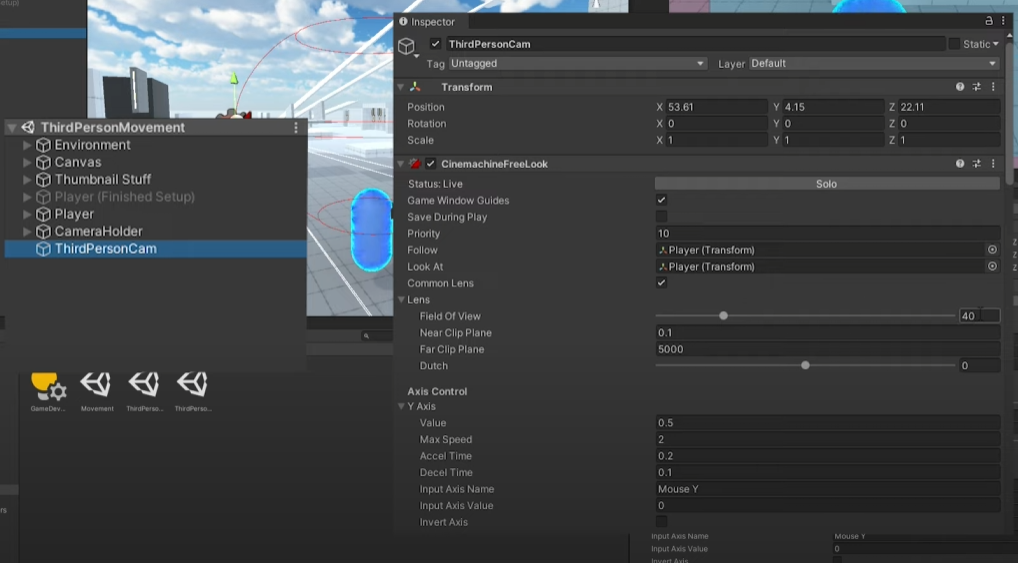 Setup)
ThirdPersonMovement
Environment
Canvas
Thumbnail Stuff
Player (Finished Setup)
Player
CameraHolder
ThirdPersonCam
GameDev...
Movement
ThirdPerso...
ThirdPerso...
rs
Inspector
ThirdPersonCam
Static
Tag Untagged
Layer Default
Transform
Position X 53.61 Y 4.15 Z 22.11
Rotation X 0 Y 0 Z 0
Scale X 1 Y 1 Z 1
CinemachineFreeLook
Status: Live Solo
Game Window Guides
Save During Play
Priority 10
Follow Player (Transform)
Look At Player (Transform)
Common Lens
Lens
Field Of View 40
Near Clip Plane 0.1
Far Clip Plane 5000
Dutch 0
Axis Control
Y Axis
Value 0.5
Max Speed 2
Accel Time 0.2
Decel Time 0.1
Input Axis Name Mouse Y
Input Axis Value 0
Invert Axis
Input Axis Name Mouse Y
Input Axis Value 0
Invert Axis